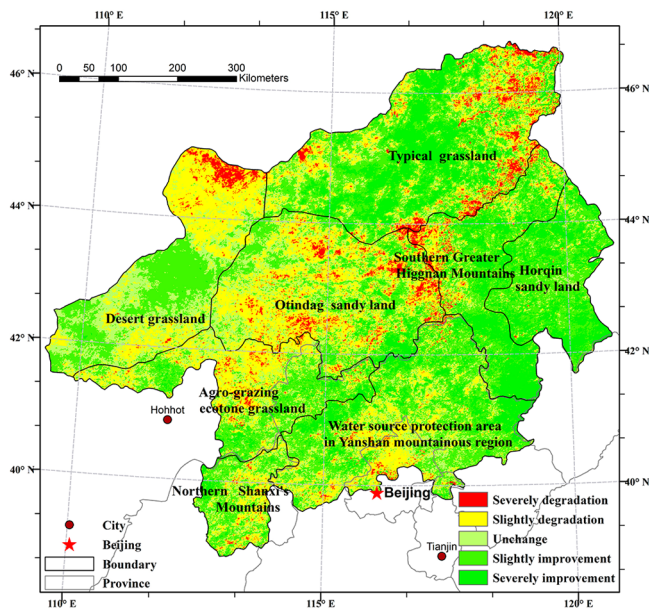 110° E
115° E
120° E
46° N
0 50 100 200 300
Kilometers
46° N
Typical grassland
44° N
44° N
Southern Greater
Higgnan Mountains
Horqin
sandy land
Otindag sandy land
Desert grassland
42° N
42° N
Agro-grazing
ecotone grassland
Hohhot
Water source protection area
in Yanshan mountainous region
40° N
40° N
Northern Shanxi's
Mountains
Beijing
Severely degradation
Slightly degradation
Unchange
Slightly improvement
Severely improvement
City
Beijing
Boundary
Province
Tianjin
110° E
115° E
120° E